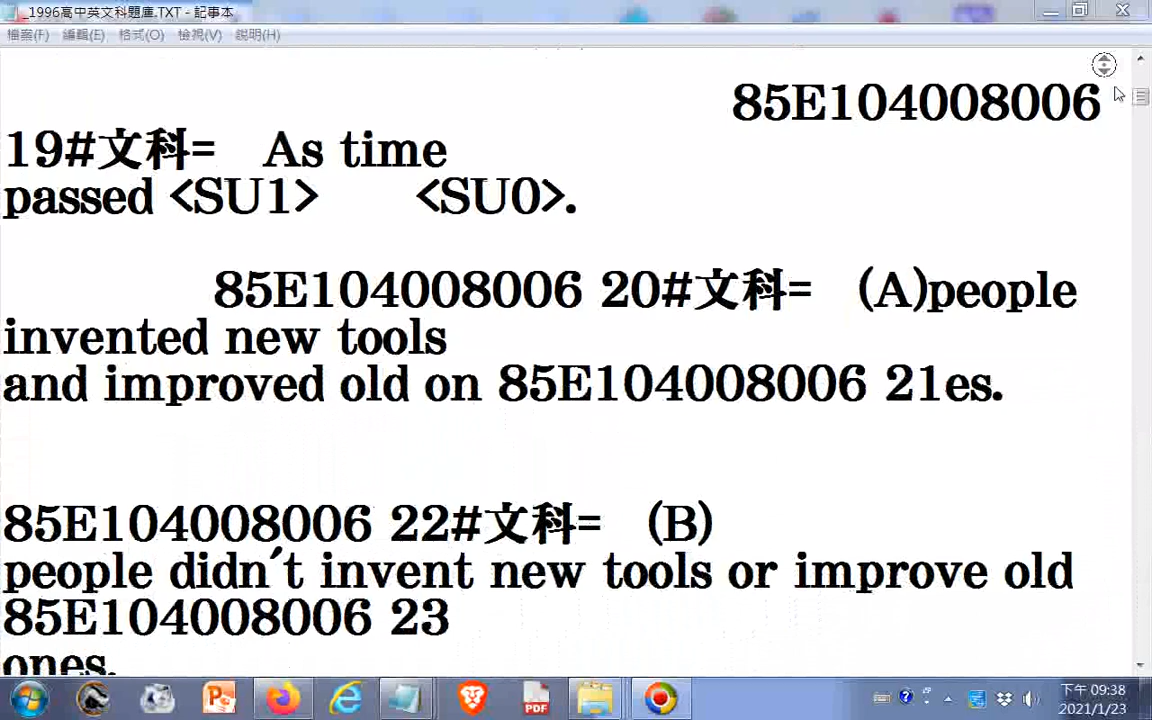 _1996高中英文科題庫.TXT - 記事本
檔案(F) 編輯(E) 格式(O) 檢視(V) 說明(H)
85E104008006
19#文科= As time
passed <SU1> <SU0>.
85E104008006 20#文科= (A)people
invented new tools
and improved old on 85E104008006 21es.
85E104008006 22#文科= (B)
people didn't invent new tools or improve old
85E104008006 23
ones.
PDF
下午 09:38
2021/1/23